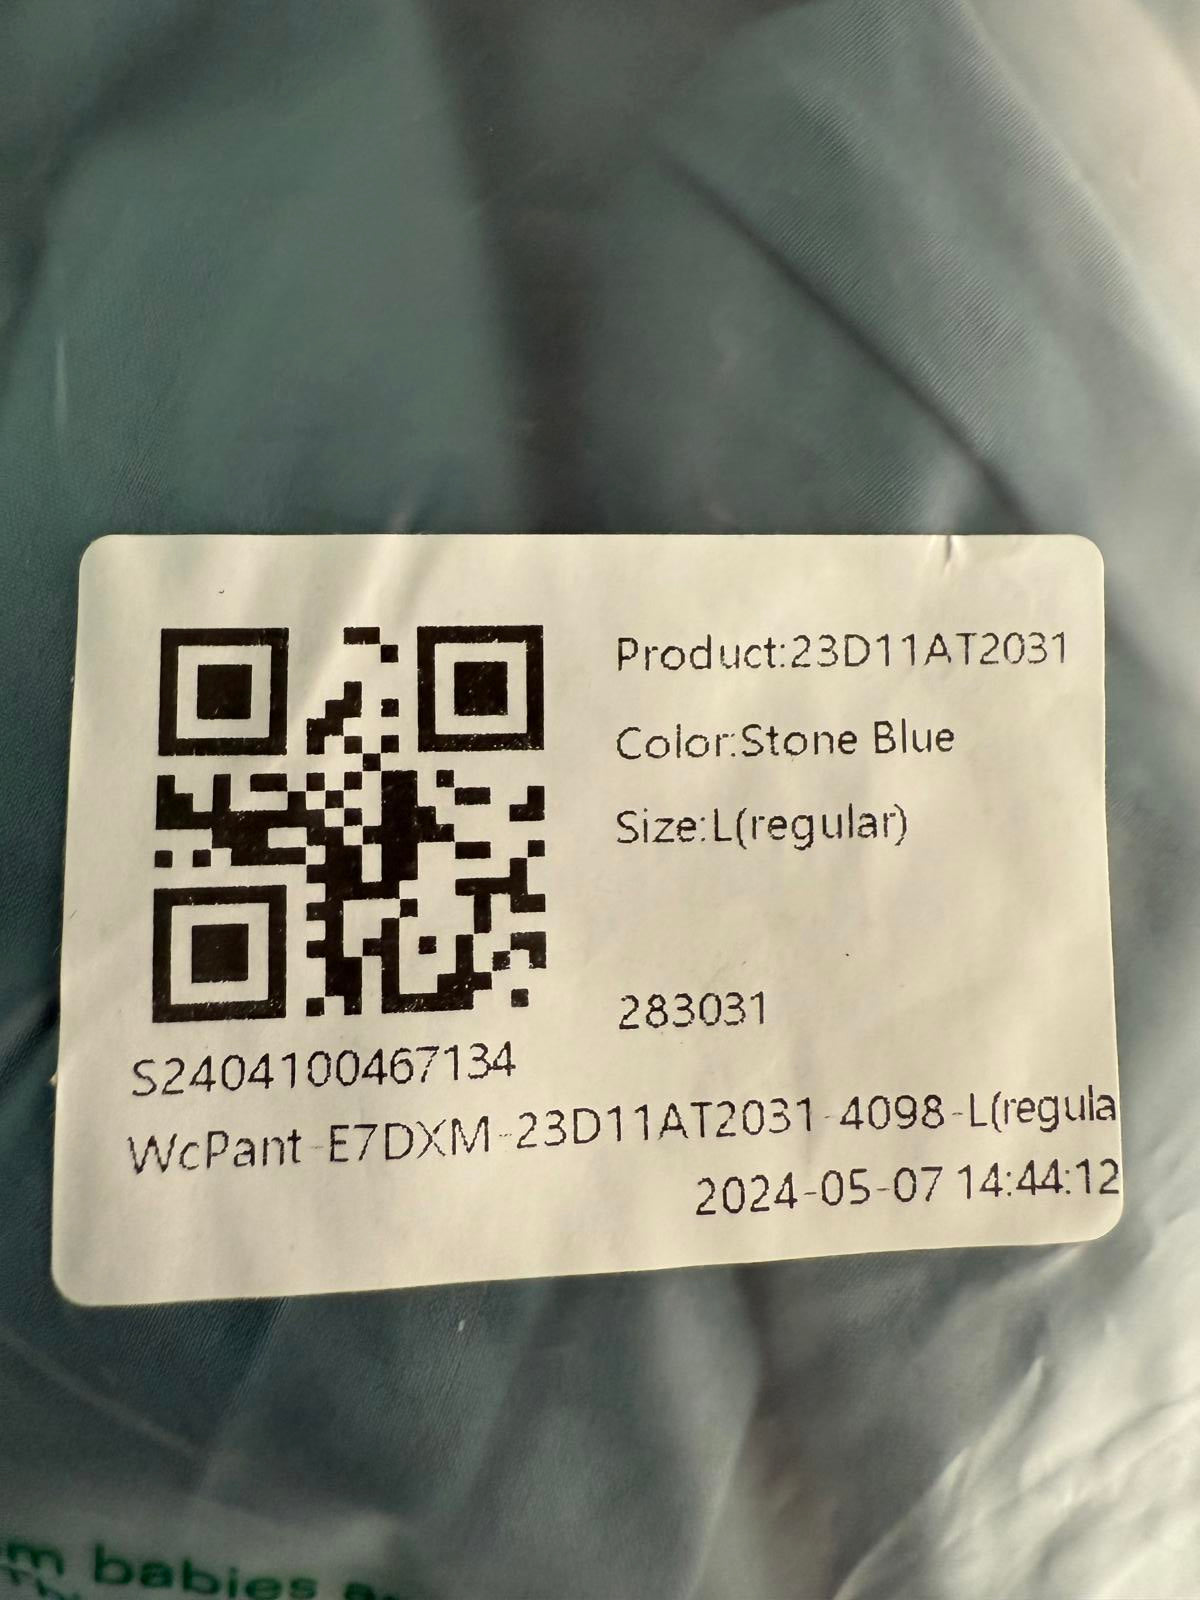 Product:23D11AT2031
Color:Stone Blue
Size:L(regular)
283031
S2404100467134
WcPant-E7DXM-23D11AT2031-4098-L(regula
2024-05-07 14:44:12
babies